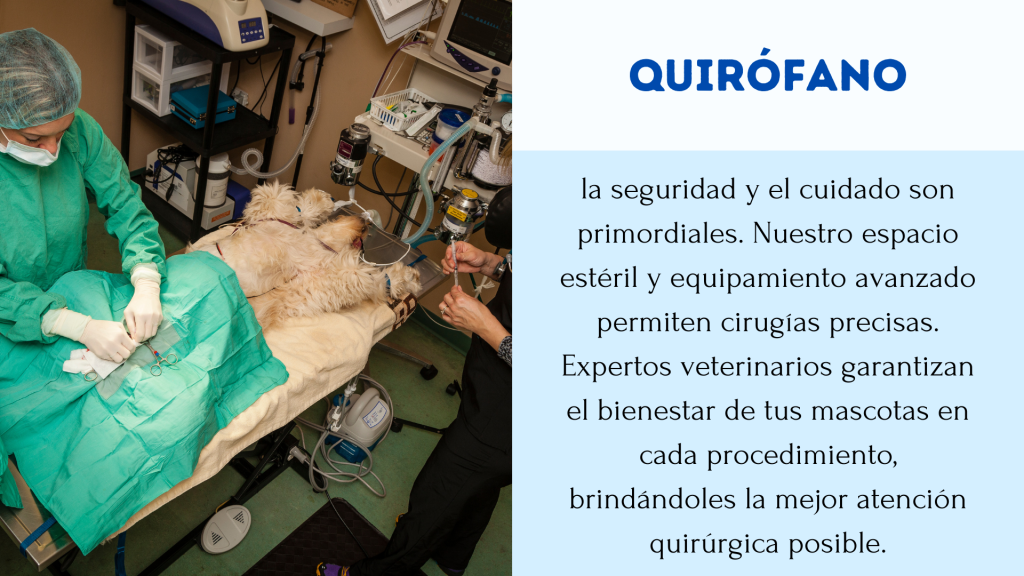 QUIRÓFANO
la seguridad y el cuidado son
primordiales. Nuestro espacio
estéril y equipamiento avanzado
permiten cirugías precisas.
Expertos veterinarios garantizan
el bienestar de tus mascotas en
cada procedimiento,
brindándoles la mejor atención
quirúrgica posible.